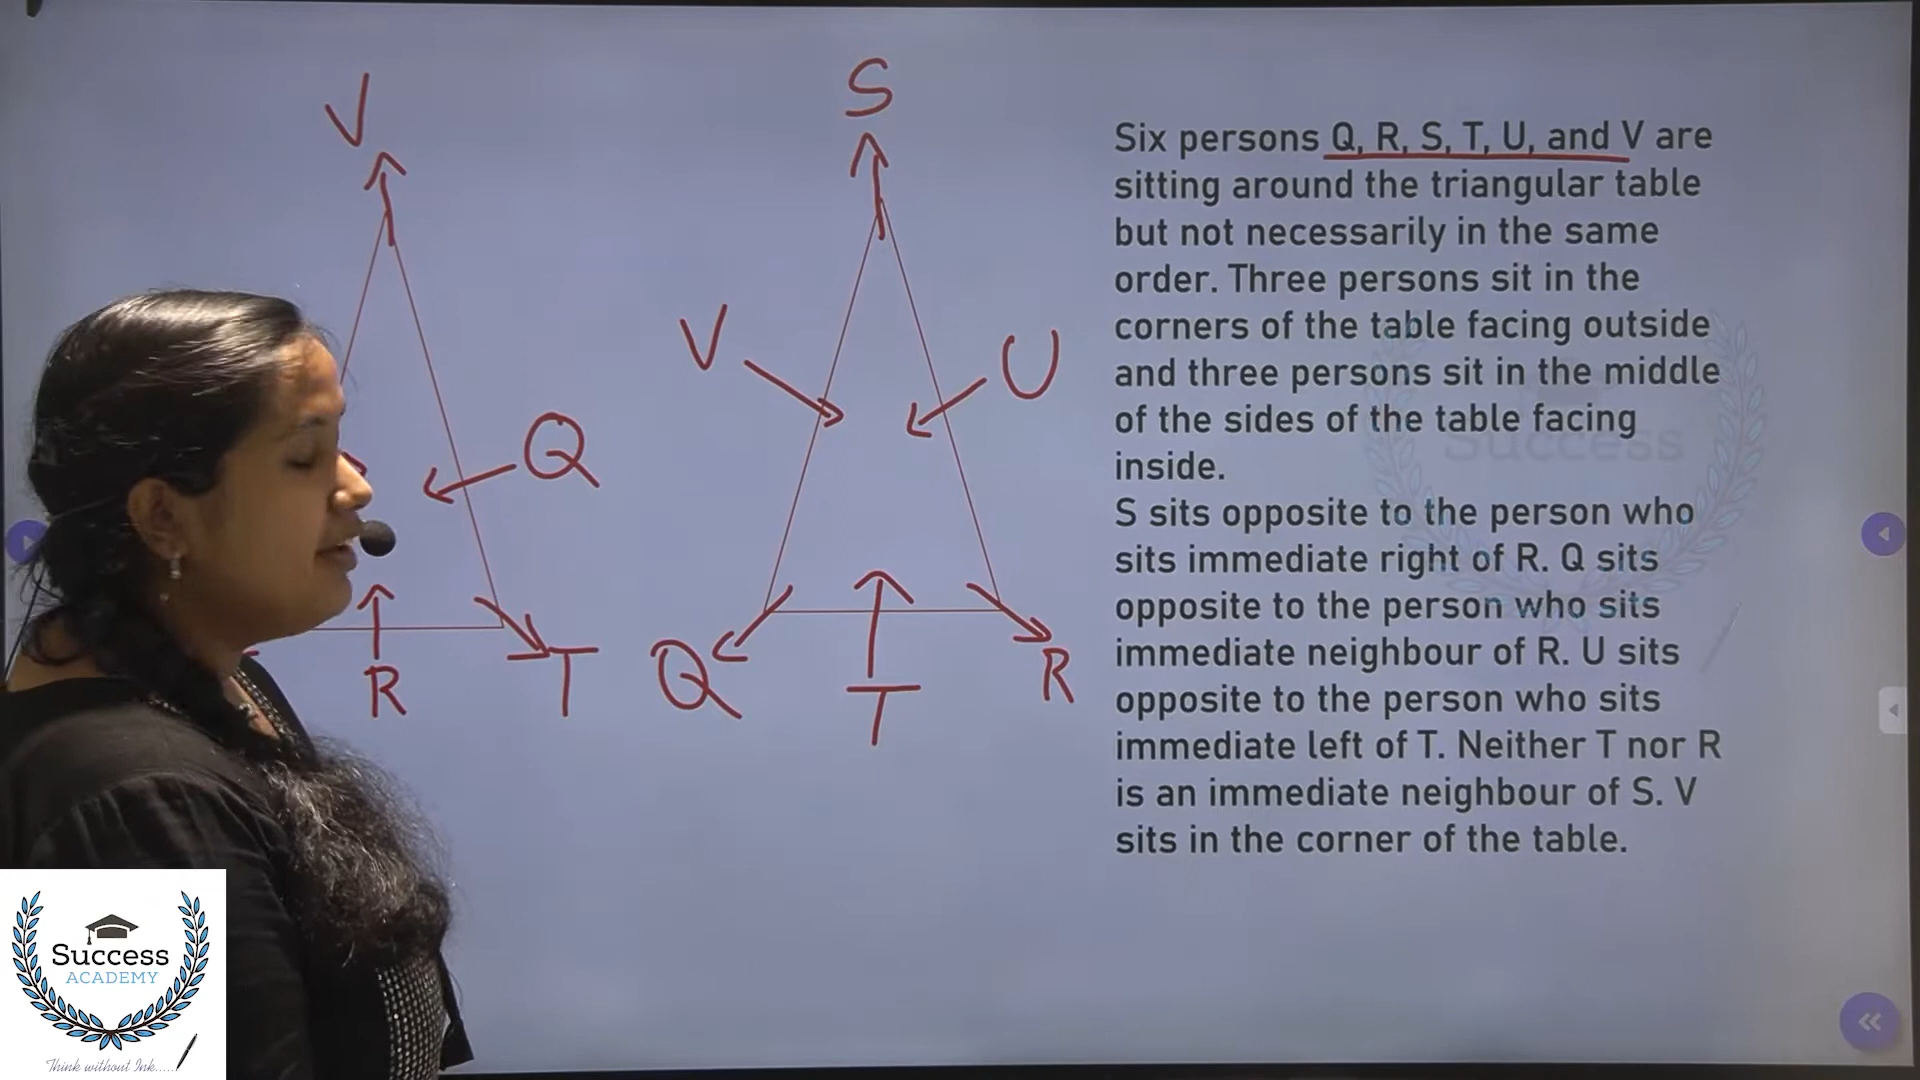 V
Q
R
T
S
V
U
Q
T
R
Six persons Q, R, S, T, U, and V are
sitting around the triangular table
but not necessarily in the same
order. Three persons sit in the
corners of the table facing outside
and three persons sit in the middle
of the sides of the table facing
inside.
S sits opposite to the person who
sits immediate right of R. Q sits
opposite to the person who sits
immediate neighbour of R. U sits
opposite to the person who sits
immediate left of T. Neither T nor R
is an immediate neighbour of S. V
sits in the corner of the table.
Success
Success
ACADEMY
Think without Ink.....